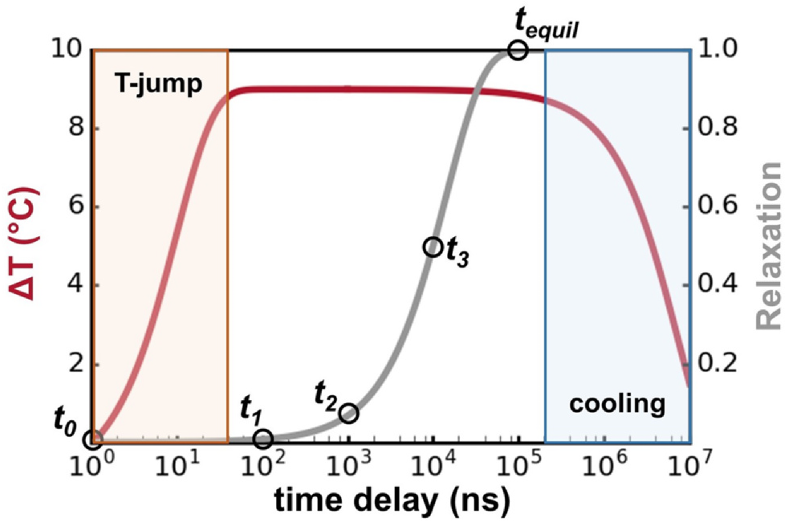 t_equil
10
T-jump
1.0
8
0.8
6
0.6
ΔT (°C)
Relaxation
t_3
4
0.4
2
0.2
t_2
t_1
cooling
t_0
10^0 10^1 10^2 10^3 10^4 10^5 10^6 10^7
time delay (ns)